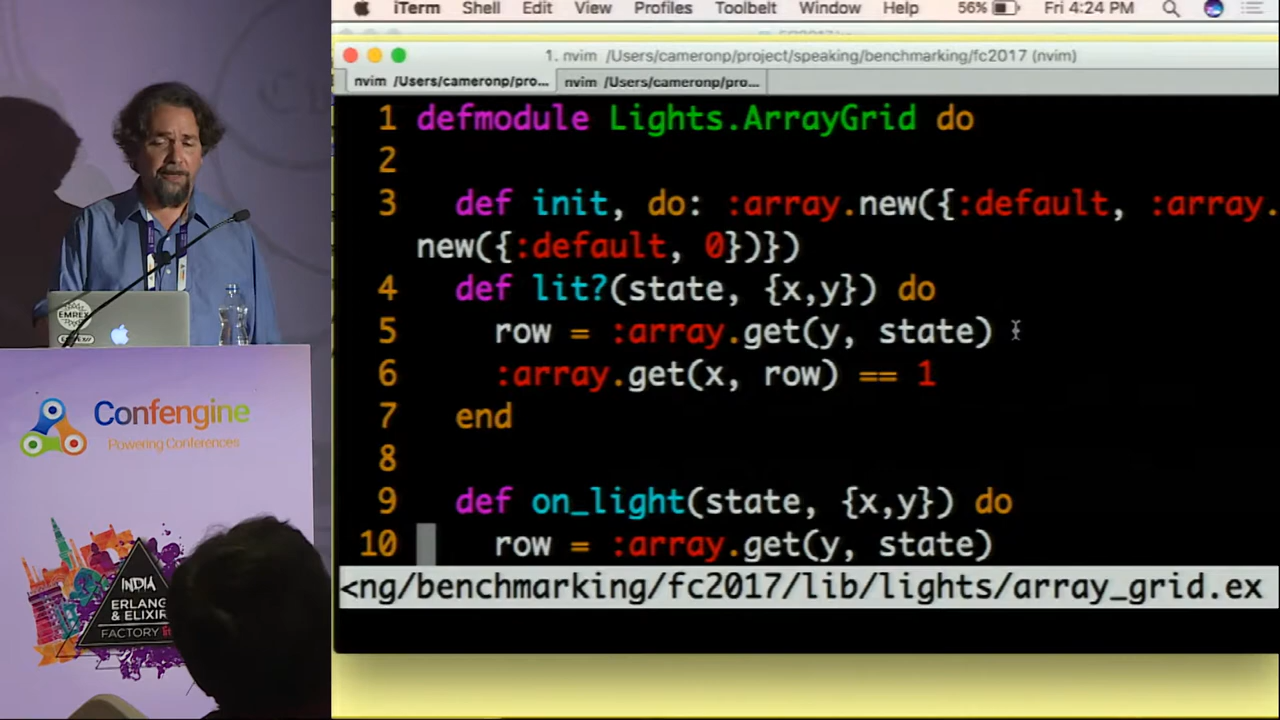 iTerm Shell Edit View Profiles Toolbelt Window Help 56% Fri 4:24 PM
1. nvim /Users/cameronp/project/speaking/benchmarking/fc2017 (nvim)
nvim /Users/cameronp/pro... nvim /Users/cameronp/pro...
1 defmodule Lights.ArrayGrid do
2
3 def init, do: :array.new({:default, :array.
new({:default, 0})})
4 def lit?(state, {x,y}) do
5 row = :array.get(y, state)
6 :array.get(x, row) == 1
7 end
8
9 def on_light(state, {x,y}) do
10 row = :array.get(y, state)
<ng/benchmarking/fc2017/lib/lights/array_grid.ex
EMREX
Confengine
Powering Conferences
INDIA
ERLANG
& ELIXIR
FACTORY